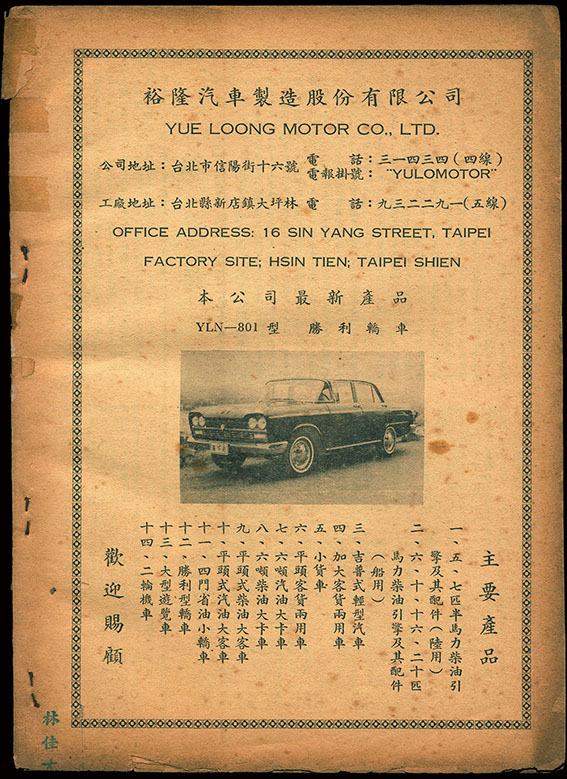 裕隆汽車製造股份有限公司
YUE LOONG MOTOR CO., LTD.
公司地址：台北市信陽街十六號 電話：三一四三四（四線）
電報掛號："YULOMOTOR"
工廠地址：台北縣新店鎮大坪林 電話：九三二二九一（五線）
OFFICE ADDRESS: 16 SIN YANG STREET, TAIPEI
FACTORY SITE; HSIN TIEN; TAIPEI SHIEN
本公司最新產品
YLN—801型 勝利轎車
主要產品
一、五、七匹半馬力柴油引
擎及其配件（陸用）
二、六、十、十六、二十匹
馬力柴油引擎及其配件
（船用）
三、吉普式輕型汽車
四、加大客貨兩用車
五、小貨車
六、平頭客貨兩用車
七、六噸汽油大卡車
八、六噸柴油大卡車
九、平頭式柴油大客車
十、平頭式汽油大客車
十一、四門省油小轎車
十二、勝利型轎車
十三、大型遊覽車
十四、二輪機車
歡迎賜顧
林佳